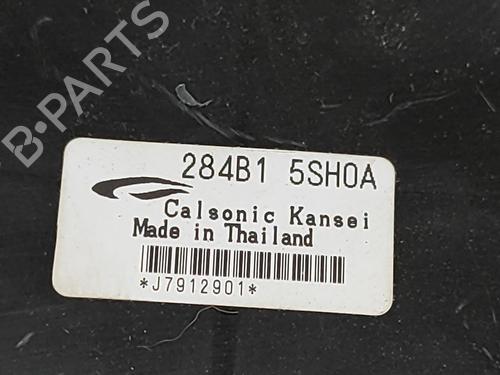 B-PARTS
284B1 5SH0A
Calsonic Kansei
Made in Thailand
*J7912901*